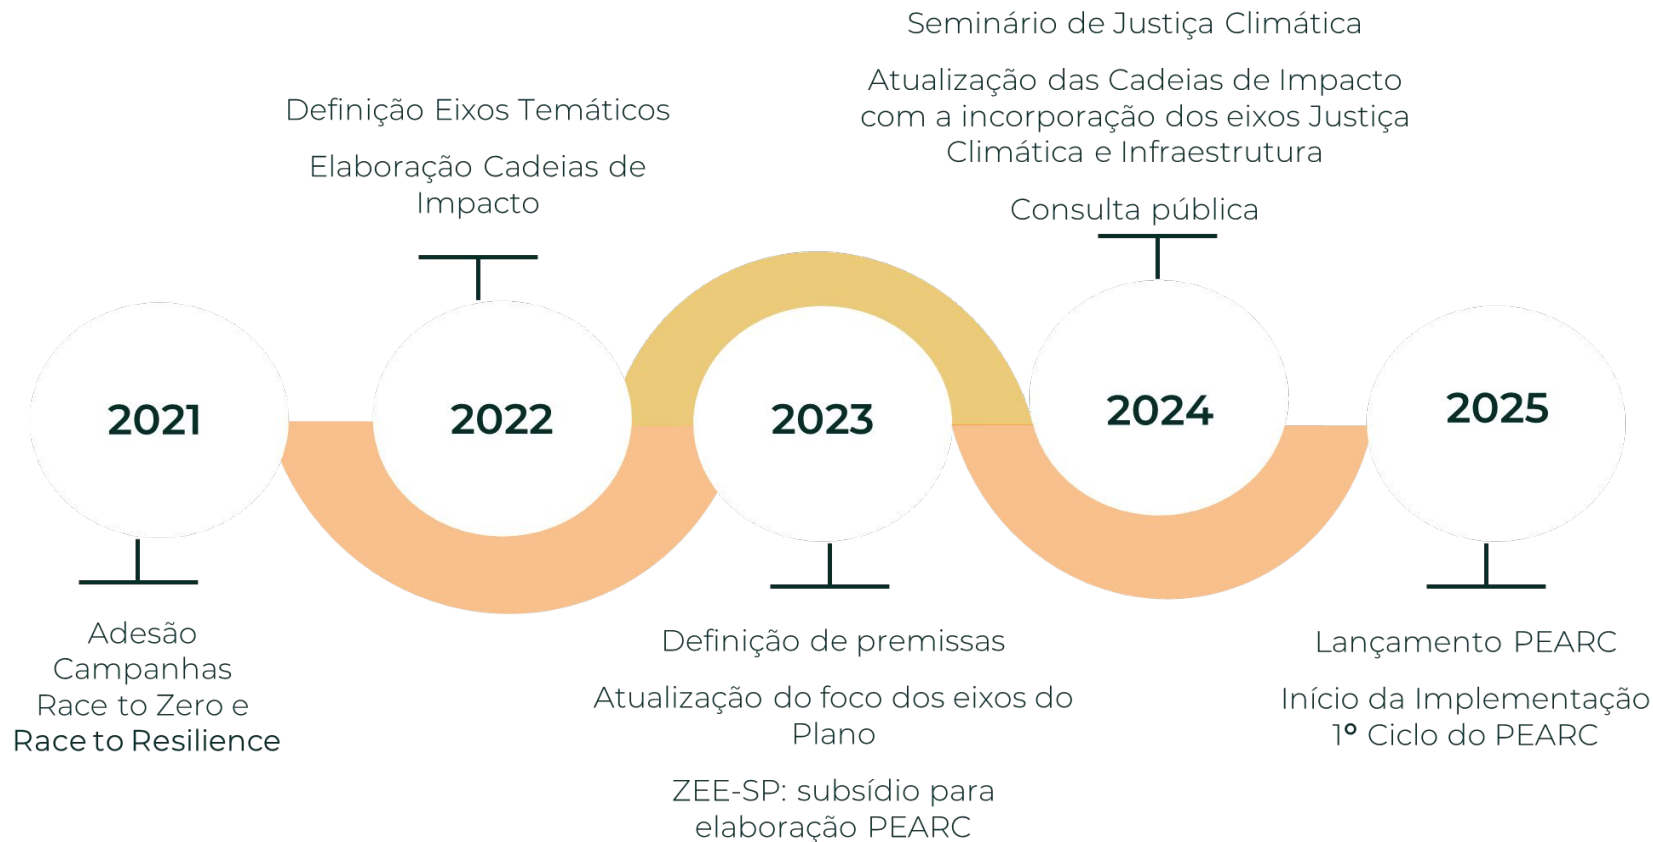 2021
Adesão
Campanhas
Race to Zero e
Race to Resilience
Definição Eixos Temáticos
Elaboração Cadeias de
Impacto
2022
2023
Definição de premissas
Atualização do foco dos eixos do
Plano
ZEE-SP: subsídio para
elaboração PEARC
Seminário de Justiça Climática
Atualização das Cadeias de Impacto
com a incorporação dos eixos Justiça
Climática e Infraestrutura
Consulta pública
2024
2025
Lançamento PEARC
Início da Implementação
1º Ciclo do PEARC